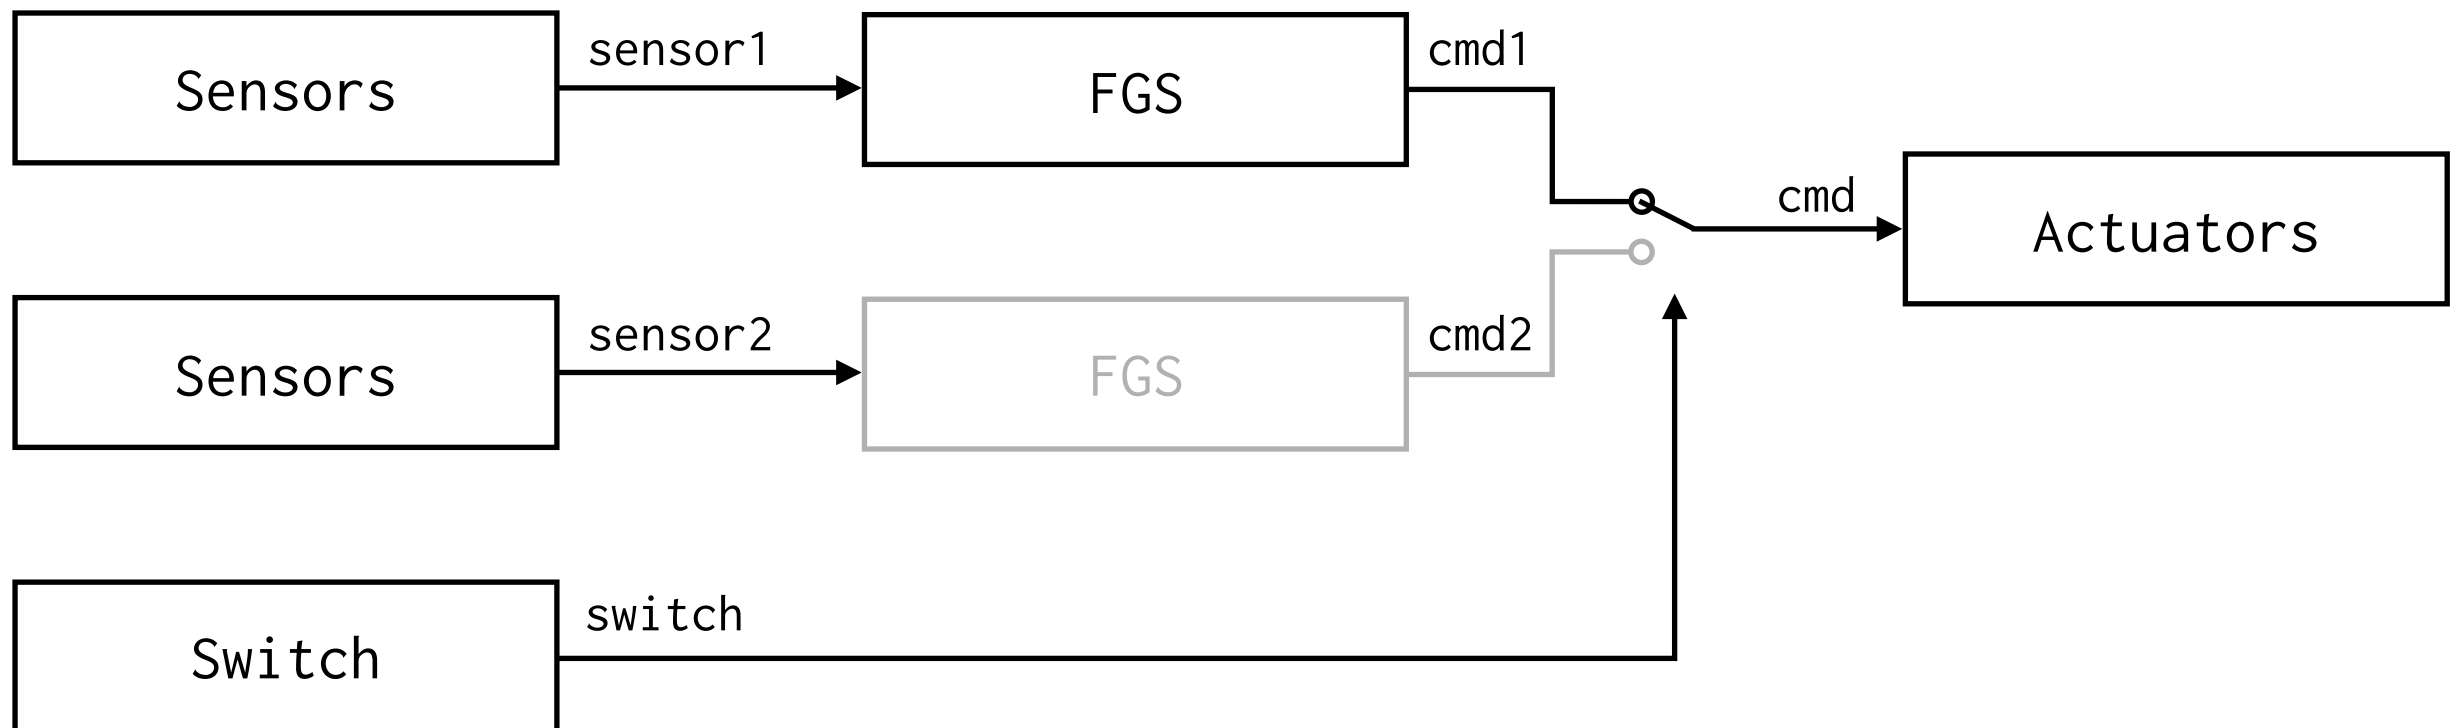 Sensors
sensor1
FGS
cmd1
cmd
Actuators
Sensors
sensor2
FGS
cmd2
Switch
switch